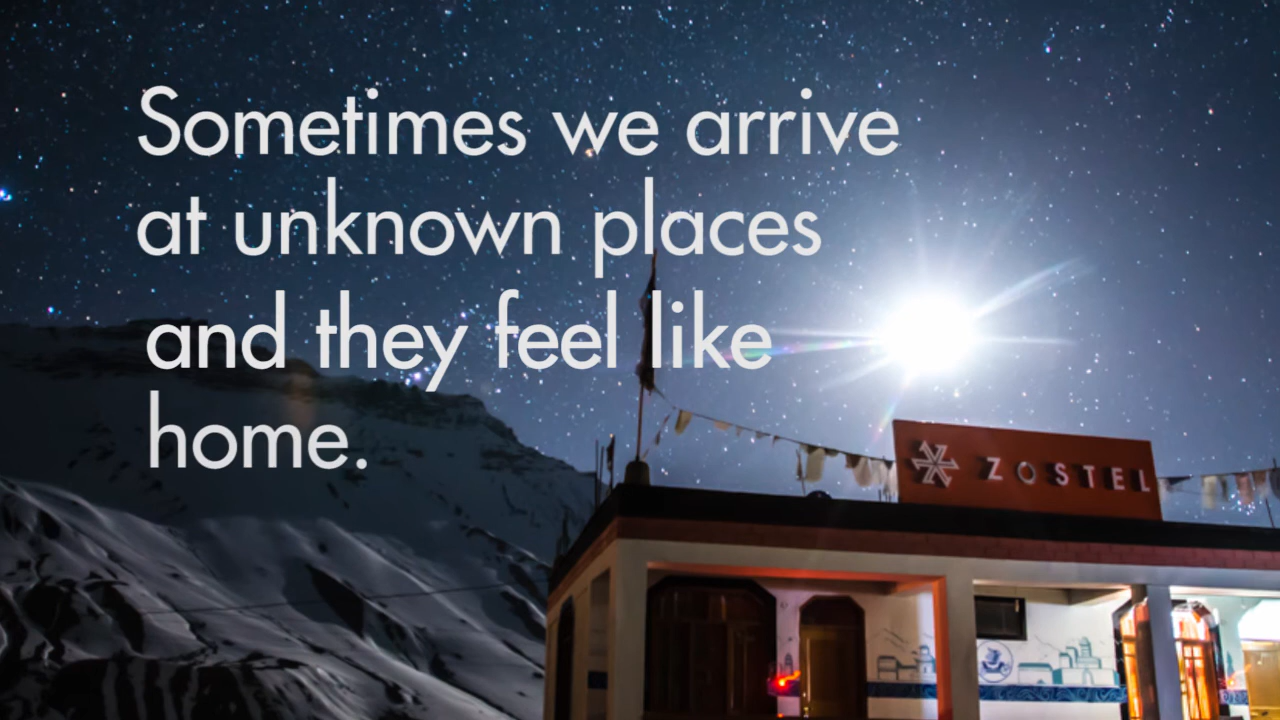 Sometimes we arrive
at unknown places
and they feel like
home.
ZOSTEL